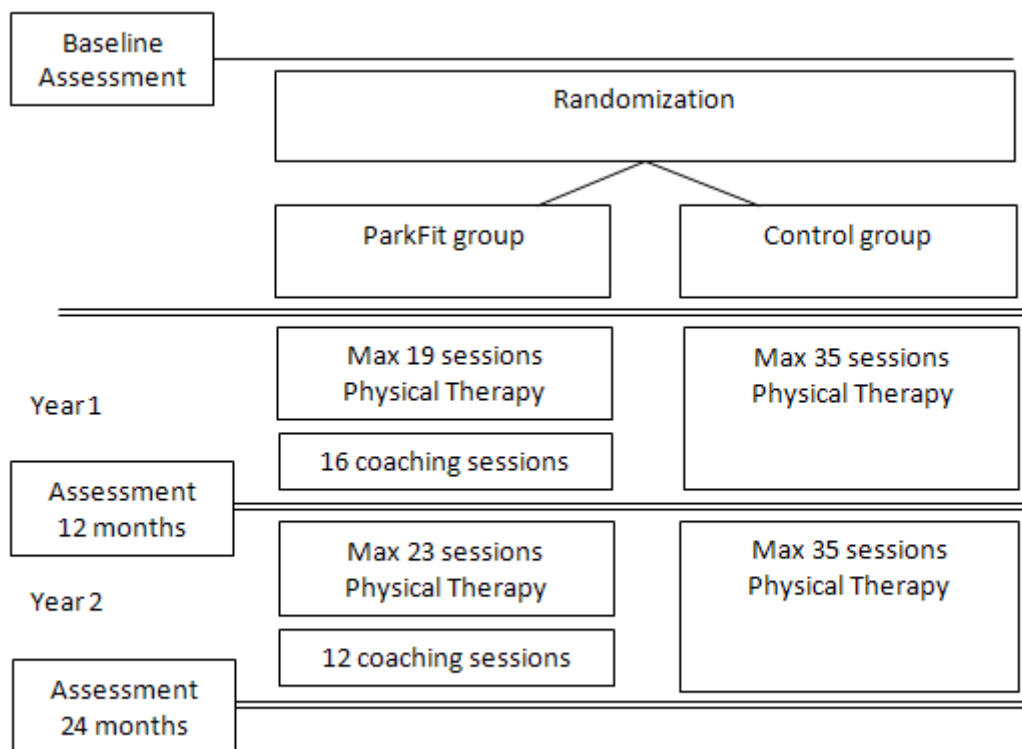 Baseline
Assessment
Randomization
ParkFit group
Control group
Year 1
Max 19 sessions
Physical Therapy
16 coaching sessions
Max 35 sessions
Physical Therapy
Assessment
12 months
Year 2
Max 23 sessions
Physical Therapy
12 coaching sessions
Max 35 sessions
Physical Therapy
Assessment
24 months